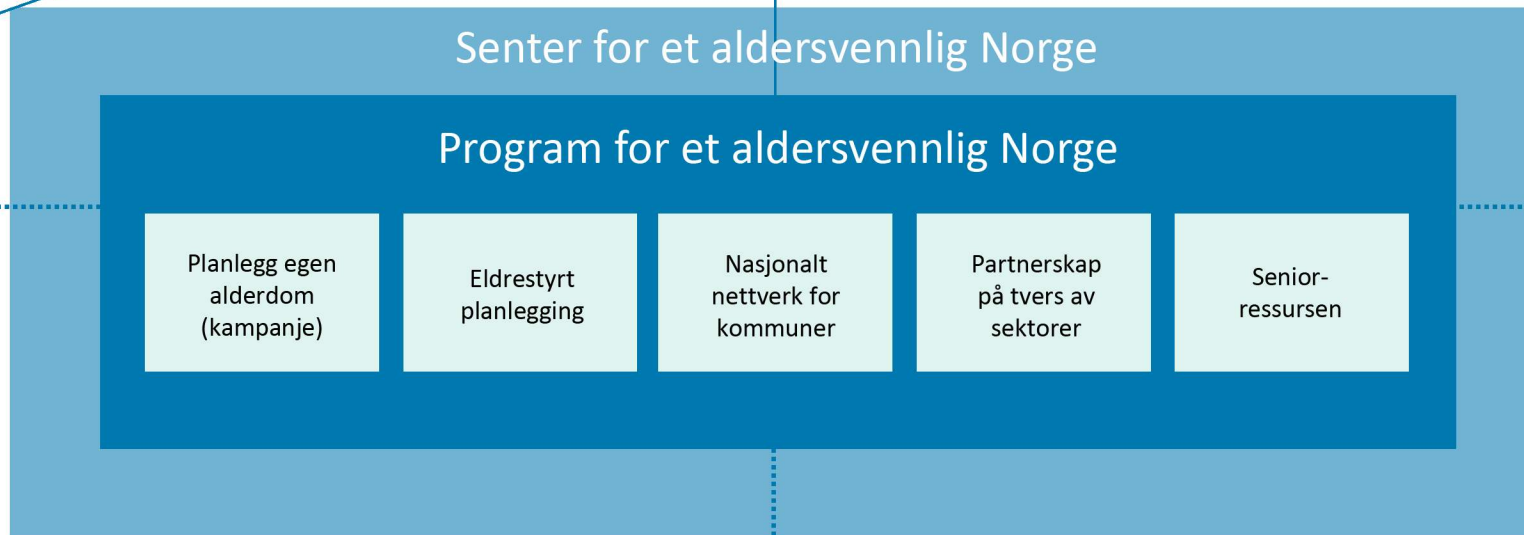 Senter for et aldersvennlig Norge
Program for et aldersvennlig Norge
Planlegg egen
alderdom
(kampanje)
Eldrestyrt
planlegging
Nasjonalt
nettverk for
kommuner
Partnerskap
på tvers av
sektorer
Senior-
ressursen